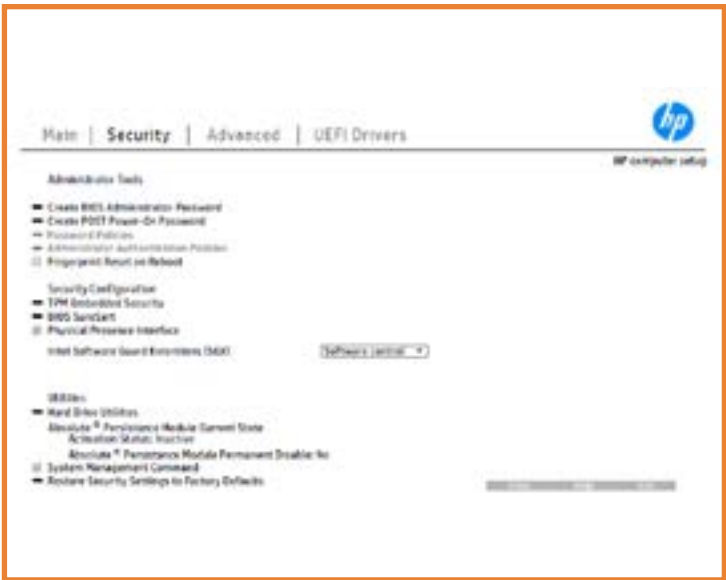 hp
Main | Security | Advanced | UEFI Drivers
HP computer setup
Administrator Tools
Create BIOS Administrator Password
Create POST Power-On Password
Password Policies
Administrator Authentication Policies
Fingerprint Reset on Reboot
Security Configuration
TPM Embedded Security
BIOS SureStart
Physical Presence Interface
Intel Software Guard Extensions (SGX)
Software control
Utilities
Hard Drive Utilities
Absolute ® Persistence Module Current State
Activation Status: Inactive
Absolute ® Persistence Module Permanent Disable: No
System Management Command
Restore Security Settings to Factory Defaults